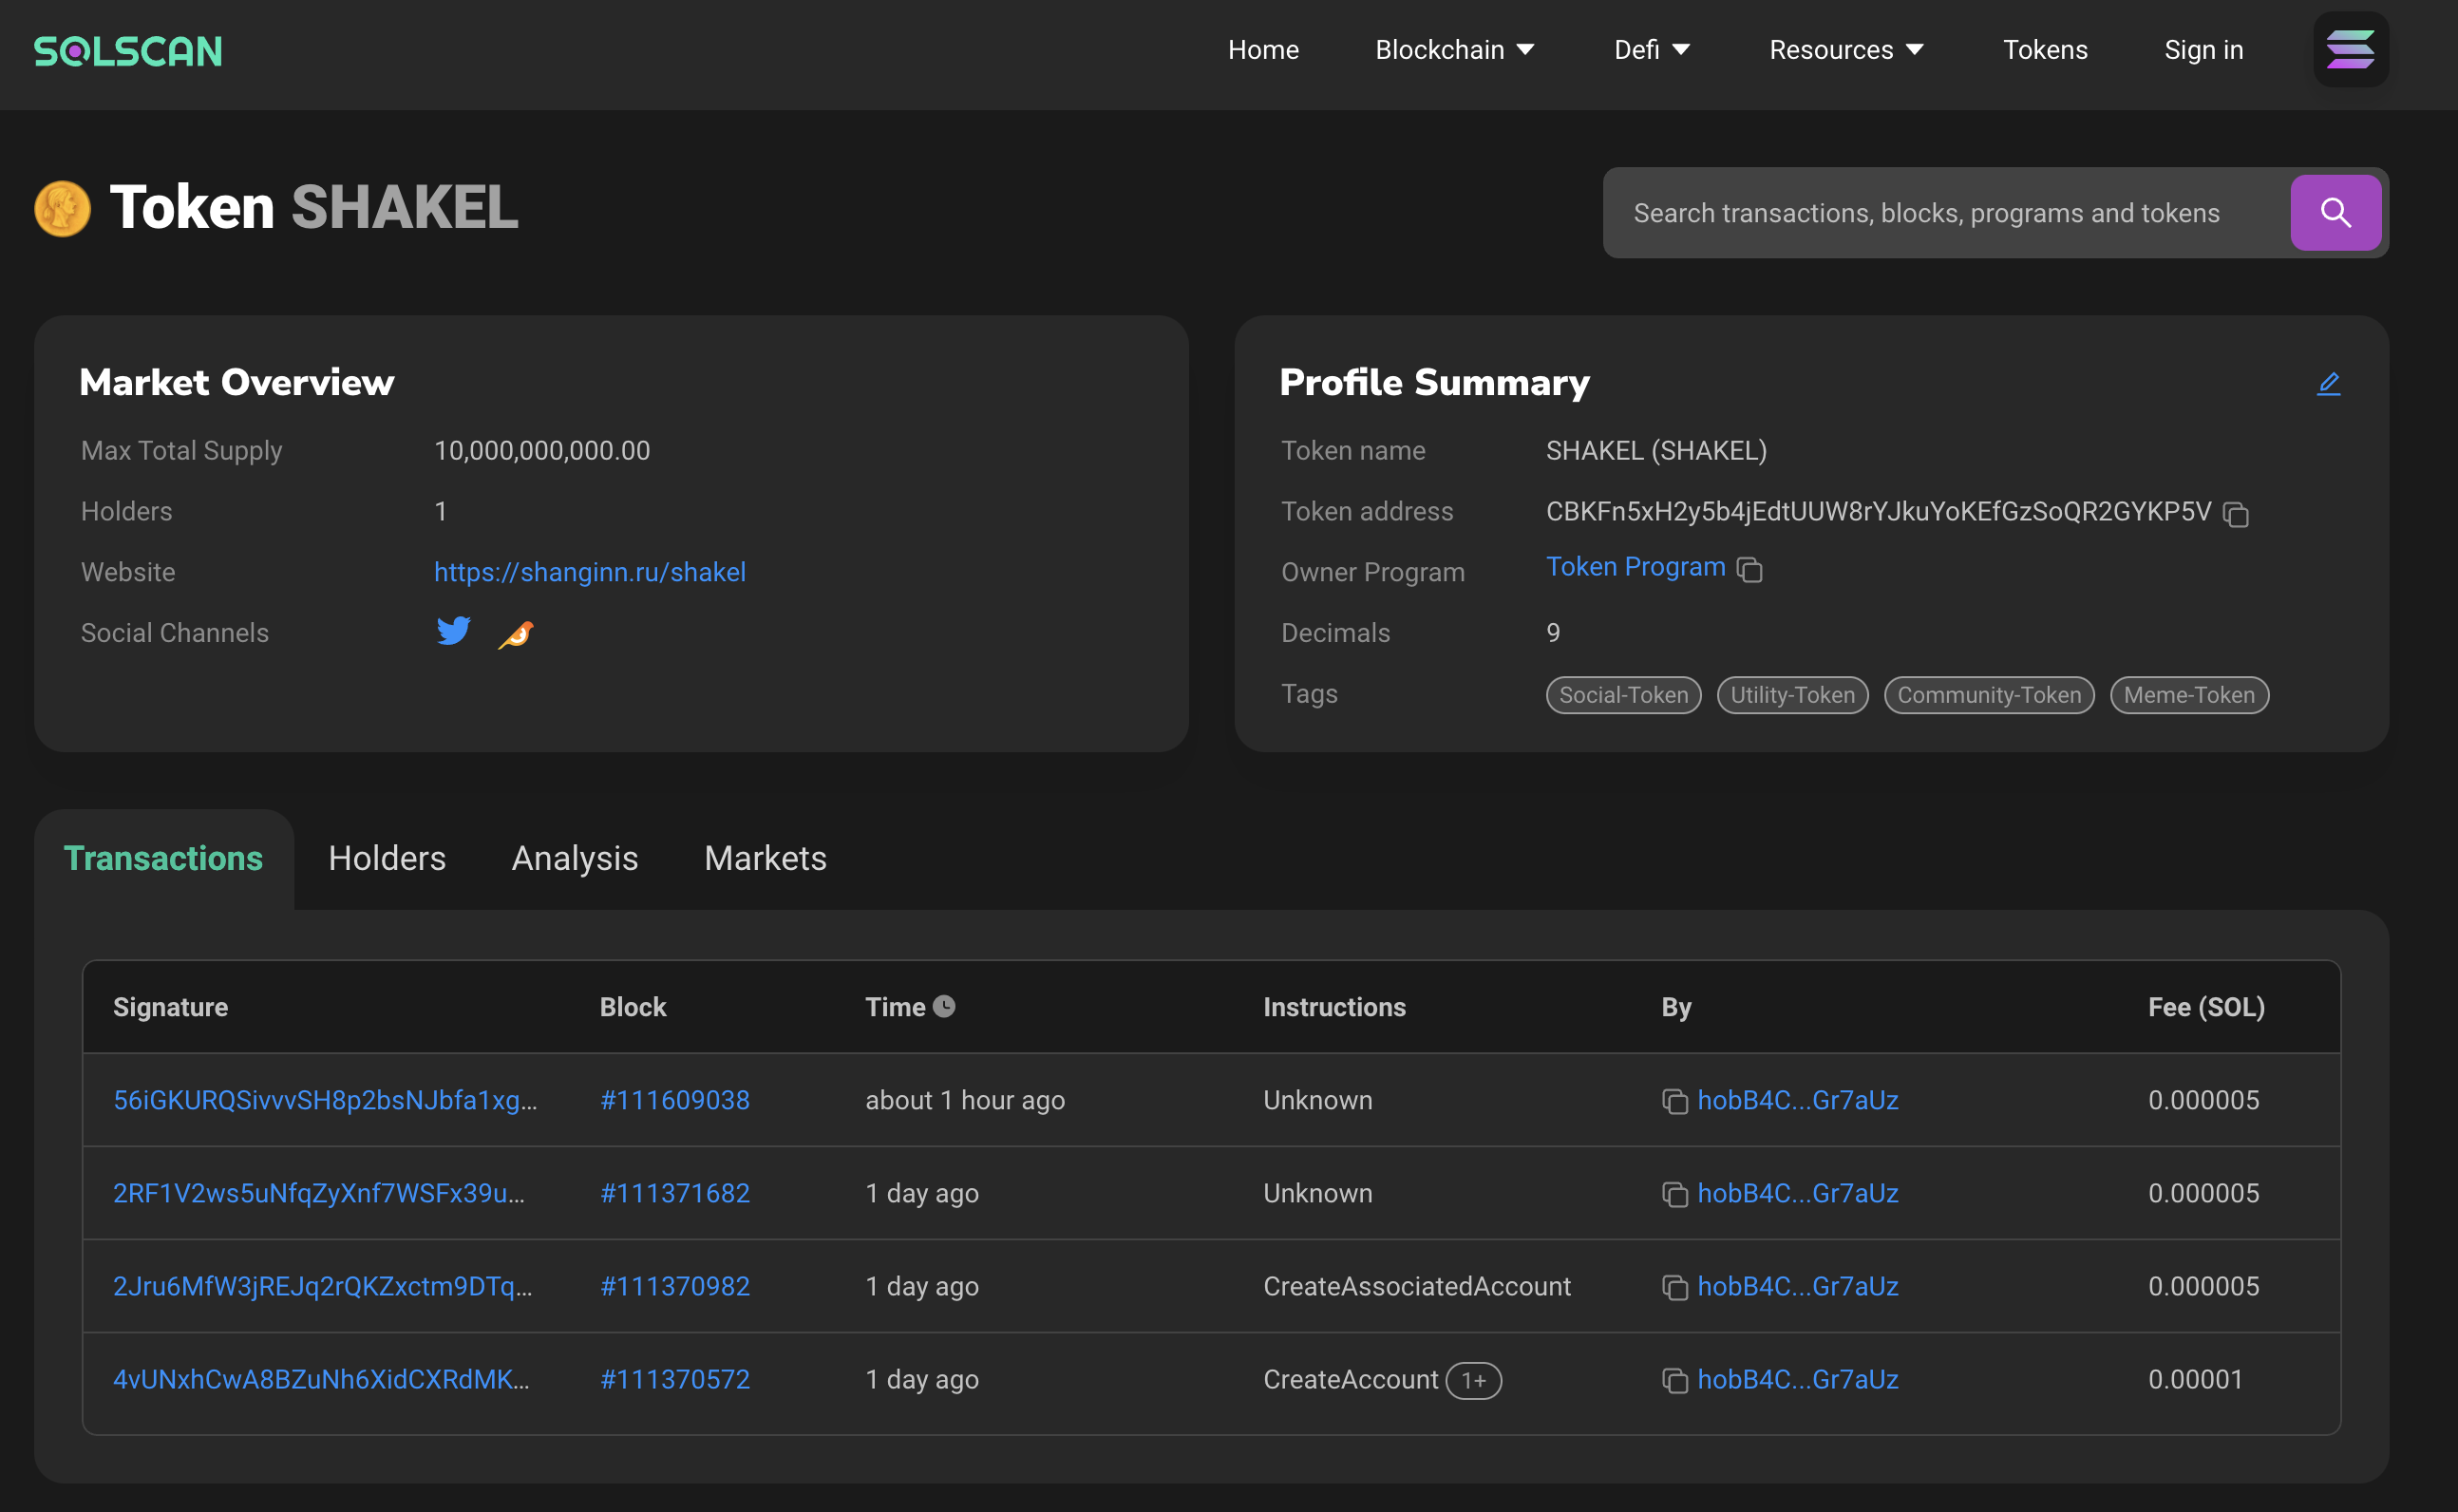 SOLSCAN
Home Blockchain Defi Resources Tokens Sign in
Token SHAKEL
Search transactions, blocks, programs and tokens
Market Overview
Max Total Supply 10,000,000,000.00
Holders 1
Website https://shanginn.ru/shakel
Social Channels
Profile Summary
Token name SHAKEL (SHAKEL)
Token address CBKFn5xH2y5b4jEdtUUW8rYJkuYoKEfGzSoQR2GYKP5V
Owner Program Token Program
Decimals 9
Tags Social-Token Utility-Token Community-Token Meme-Token
Transactions Holders Analysis Markets
Signature Block Time Instructions By Fee (SOL)
56iGKURQSivvvSH8p2bsNJbfa1xg... #111609038 about 1 hour ago Unknown hobB4C...Gr7aUz 0.000005
2RF1V2ws5uNfqZyXnf7WSFx39u... #111371682 1 day ago Unknown hobB4C...Gr7aUz 0.000005
2Jru6MfW3jREJq2rQKZxctm9DTq... #111370982 1 day ago CreateAssociatedAccount hobB4C...Gr7aUz 0.000005
4vUNxhCwA8BZuNh6XidCXRdMK... #111370572 1 day ago CreateAccount 1+ hobB4C...Gr7aUz 0.00001